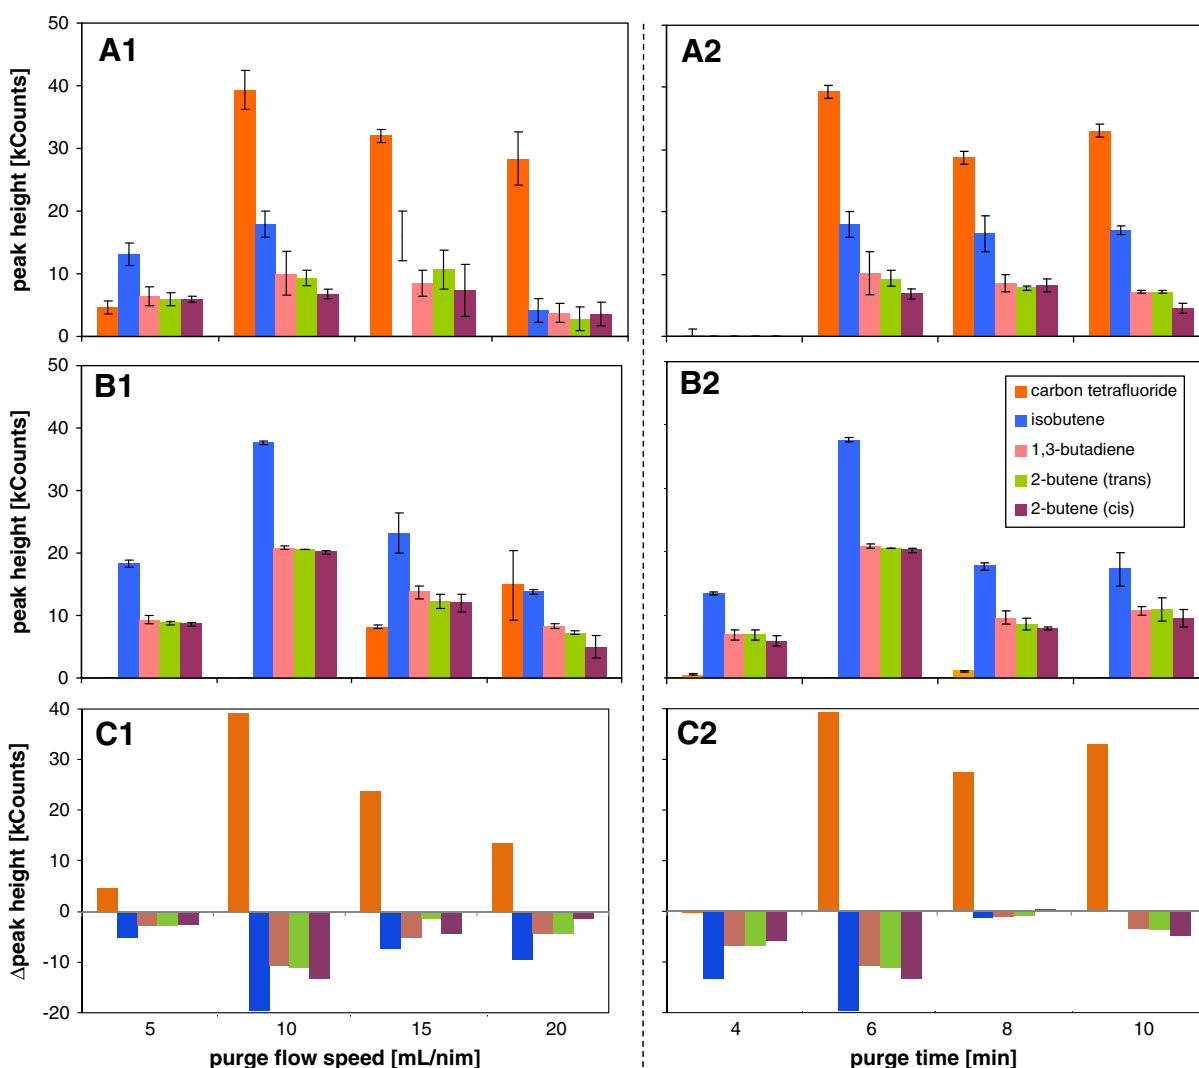 A1
peak height [kCounts]
50
40
30
20
10
0
A2
B1
peak height [kCounts]
50
40
30
20
10
0
B2
carbon tetrafluoride
isobutene
1,3-butadiene
2-butene (trans)
2-butene (cis)
C1
Δpeak height [kCounts]
40
30
20
10
0
-10
-20
5
10
15
20
purge flow speed [mL/nim]
C2
4
6
8
10
purge time [min]